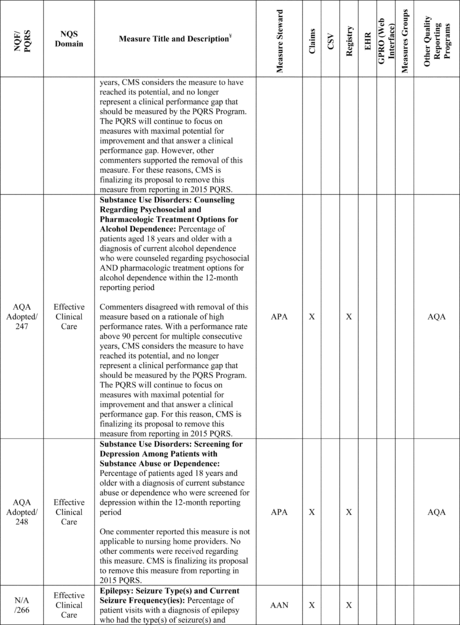 NQF/
PQRS
NQS
Domain
Measure Title and Description¥
Measure Steward
Claims
CSV
Registry
EHR
GPRO (Web
Interface)
Measures Groups
Other Quality
Reporting
Programs
years, CMS considers the measure to have
reached its potential, and no longer
represent a clinical performance gap that
should be measured by the PQRS Program.
The PQRS will continue to focus on
measures with maximal potential for
improvement and that answer a clinical
performance gap. However, other
commenters supported the removal of this
measure. For these reasons, CMS is
finalizing its proposal to remove this
measure from reporting in 2015 PQRS.
AQA
Adopted/
247
Effective
Clinical
Care
Substance Use Disorders: Counseling
Regarding Psychosocial and
Pharmacologic Treatment Options for
Alcohol Dependence: Percentage of
patients aged 18 years and older with a
diagnosis of current alcohol dependence
who were counseled regarding psychosocial
AND pharmacologic treatment options for
alcohol dependence within the 12-month
reporting period
Commenters disagreed with removal of this
measure based on a rationale of high
performance rates. With a performance rate
above 90 percent for multiple consecutive
years, CMS considers the measure to have
reached its potential, and no longer
represent a clinical performance gap that
should be measured by the PQRS Program.
The PQRS will continue to focus on
measures with maximal potential for
improvement and that answer a clinical
performance gap. For this reason, CMS is
finalizing its proposal to remove this
measure from reporting in 2015 PQRS.
APA
X
X
AQA
AQA
Adopted/
248
Effective
Clinical
Care
Substance Use Disorders: Screening for
Depression Among Patients with
Substance Abuse or Dependence:
Percentage of patients aged 18 years and
older with a diagnosis of current substance
abuse or dependence who were screened for
depression within the 12-month reporting
period
One commenter reported this measure is not
applicable to nursing home providers. No
other comments were received regarding
this measure. CMS is finalizing its proposal
to remove this measure from reporting in
2015 PQRS.
APA
X
X
AQA
N/A
/266
Effective
Clinical
Care
Epilepsy: Seizure Type(s) and Current
Seizure Frequency(ies): Percentage of
patient visits with a diagnosis of epilepsy
who had the type(s) of seizure(s) and
AAN
X
X